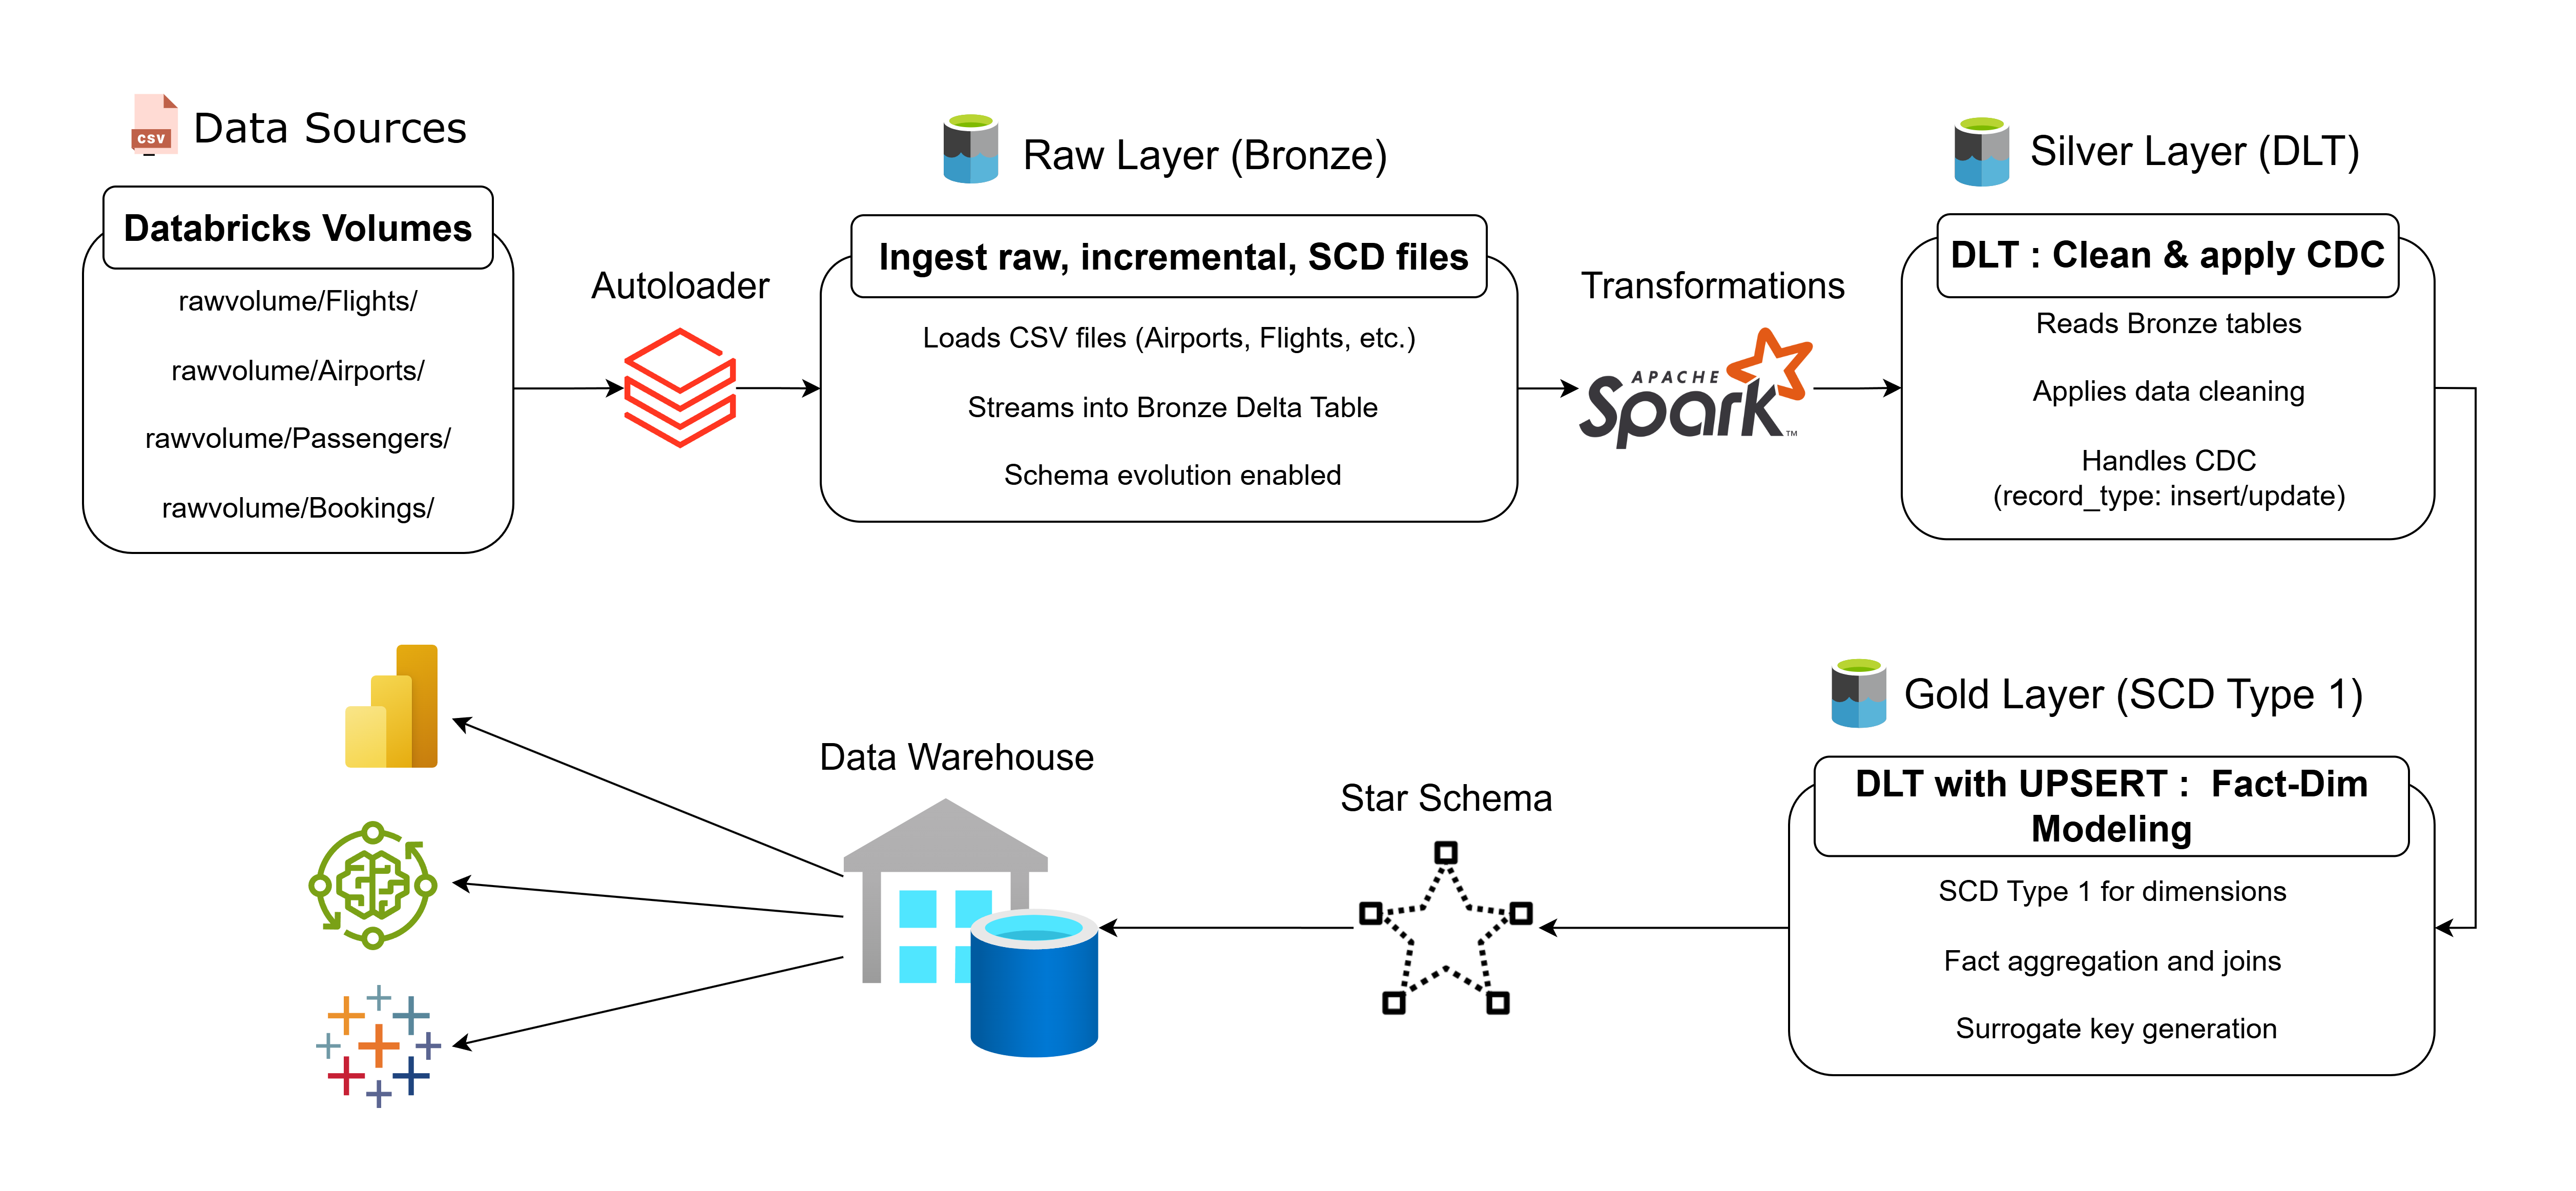 CSV
Data Sources
Databricks Volumes
rawvolume/Flights/
rawvolume/Airports/
rawvolume/Passengers/
rawvolume/Bookings/
Autoloader
Raw Layer (Bronze)
Ingest raw, incremental, SCD files
Loads CSV files (Airports, Flights, etc.)
Streams into Bronze Delta Table
Schema evolution enabled
Transformations
APACHE
Spark™
Silver Layer (DLT)
DLT : Clean & apply CDC
Reads Bronze tables
Applies data cleaning
Handles CDC
(record_type: insert/update)
Gold Layer (SCD Type 1)
DLT with UPSERT : Fact-Dim
Modeling
SCD Type 1 for dimensions
Fact aggregation and joins
Surrogate key generation
Star Schema
Data Warehouse